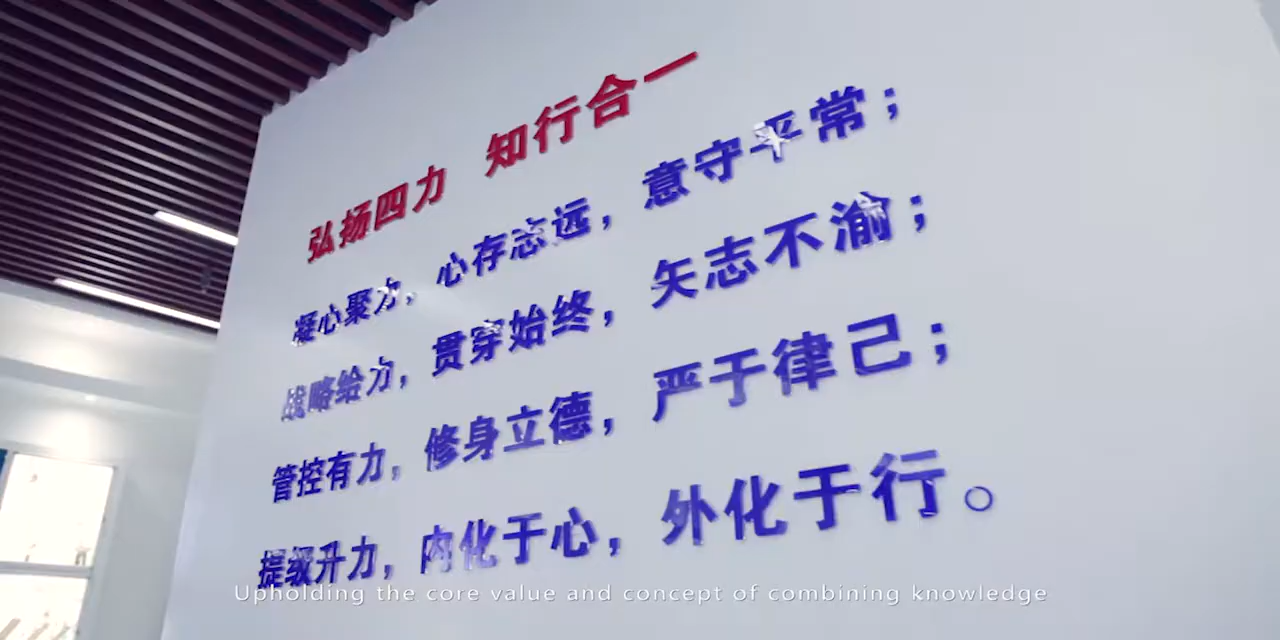 弘扬四力 知行合一
凝心聚力，心存志远，意守平常；
战略给力，贯穿始终，矢志不渝；
管控有力，修身立德，严于律己；
提级升力，内化于心，外化于行。
Upholding the core value and concept of combining knowledge